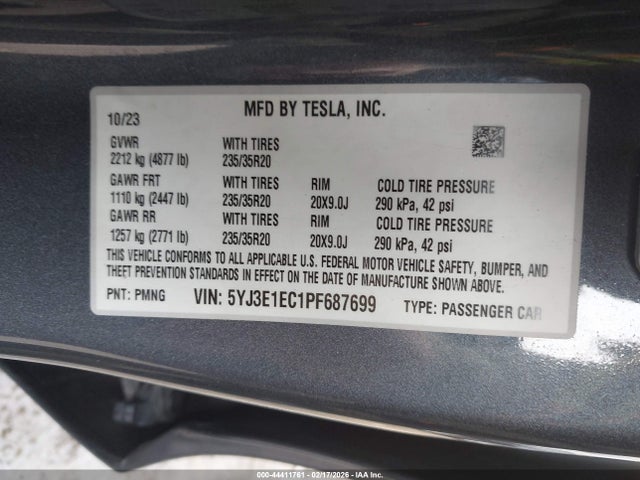 MFD BY TESLA, INC.
10/23
GVWR WITH TIRES
2212 kg (4877 lb) 235/35R20
GAWR FRT WITH TIRES RIM COLD TIRE PRESSURE
1110 kg (2447 lb) 235/35R20 20X9.0J 290 kPa, 42 psi
GAWR RR WITH TIRES RIM COLD TIRE PRESSURE
1257 kg (2771 lb) 235/35R20 20X9.0J 290 kPa, 42 psi
THIS VEHICLE CONFORMS TO ALL APPLICABLE U.S. FEDERAL MOTOR VEHICLE SAFETY, BUMPER, AND
THEFT PREVENTION STANDARDS IN EFFECT ON THE DATE OF MANUFACTURE SHOWN ABOVE.
PNT: PMNG VIN: 5YJ3E1EC1PF687699 TYPE: PASSENGER CAR
000-44411761 - 02/17/2026 - IAA Inc.